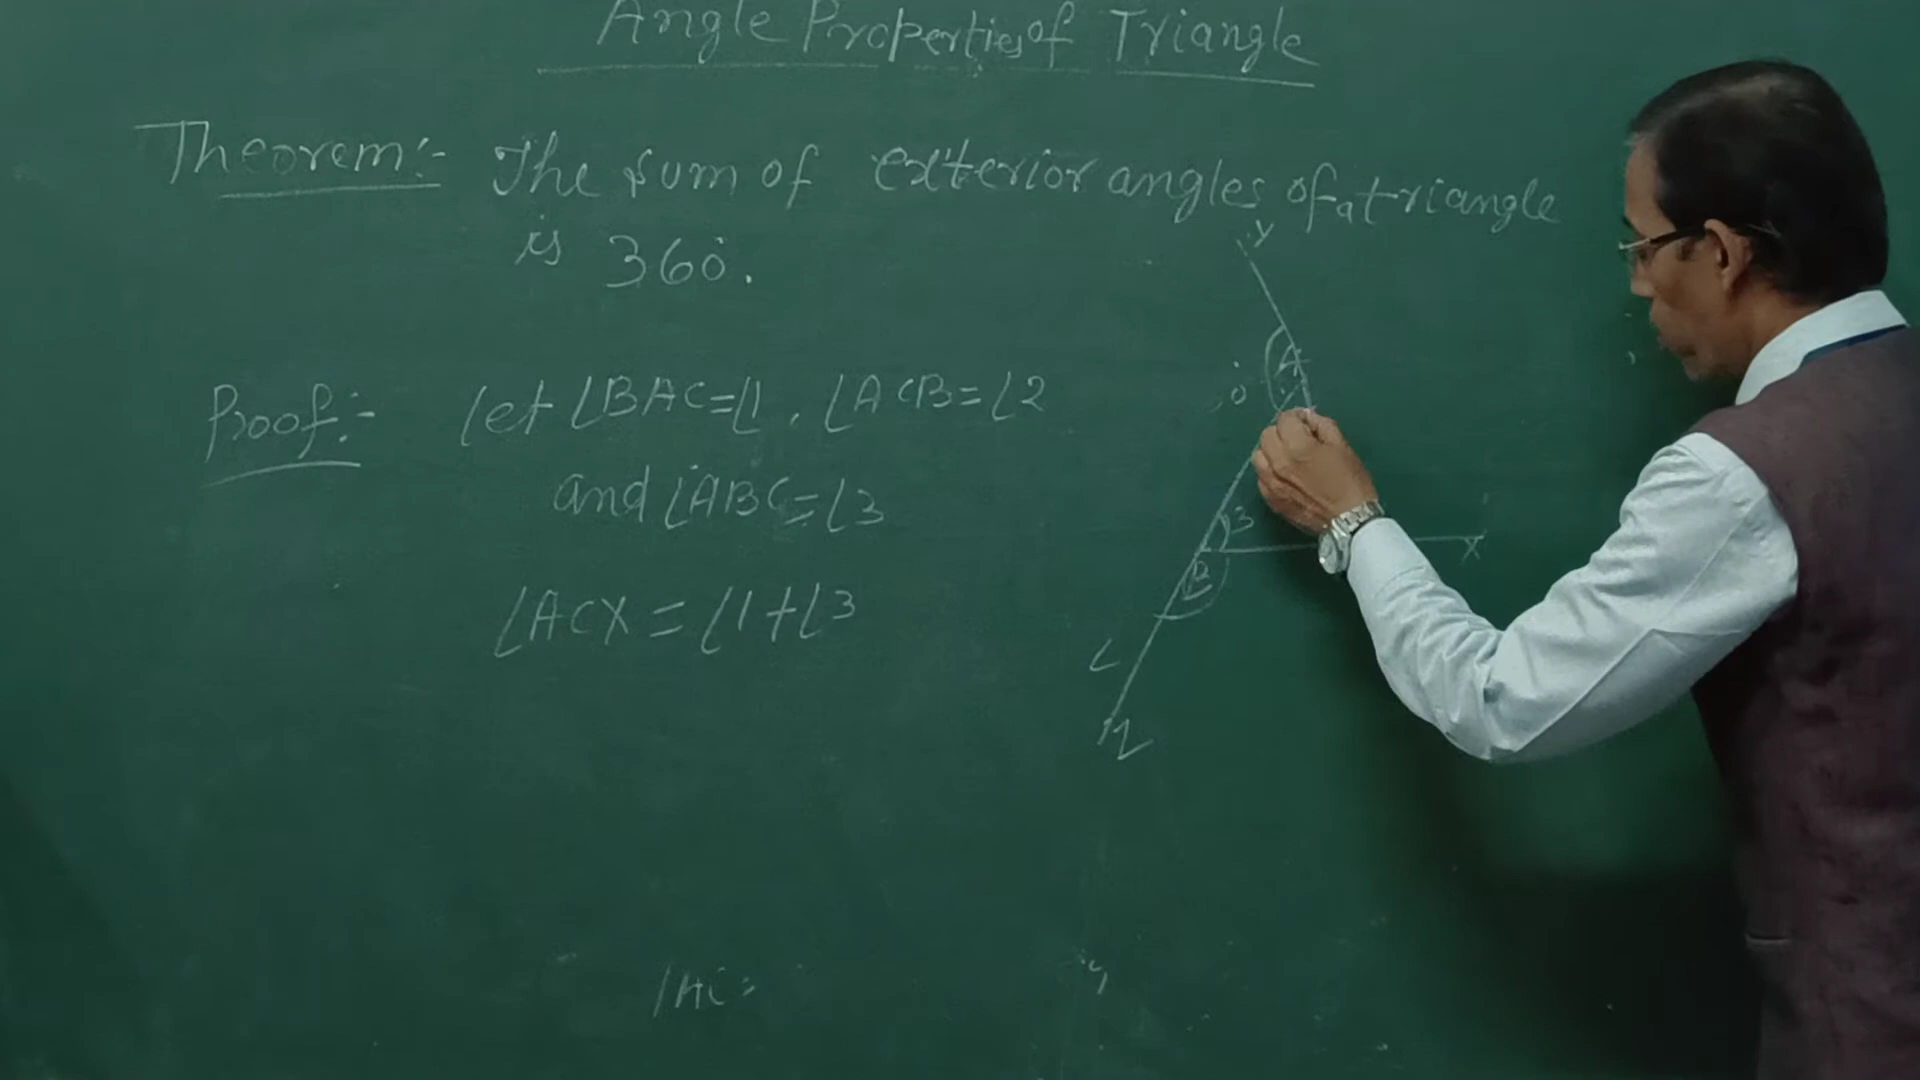 Angle Properties of Triangle
Theorem:- The sum of exterior angles of a triangle
is 360°.
Proof:- let ∠BAC=∠1, ∠ACB=∠2
and ∠ABC=∠3
∠ACX = ∠1+∠3
Y
A
3
X
B
Z